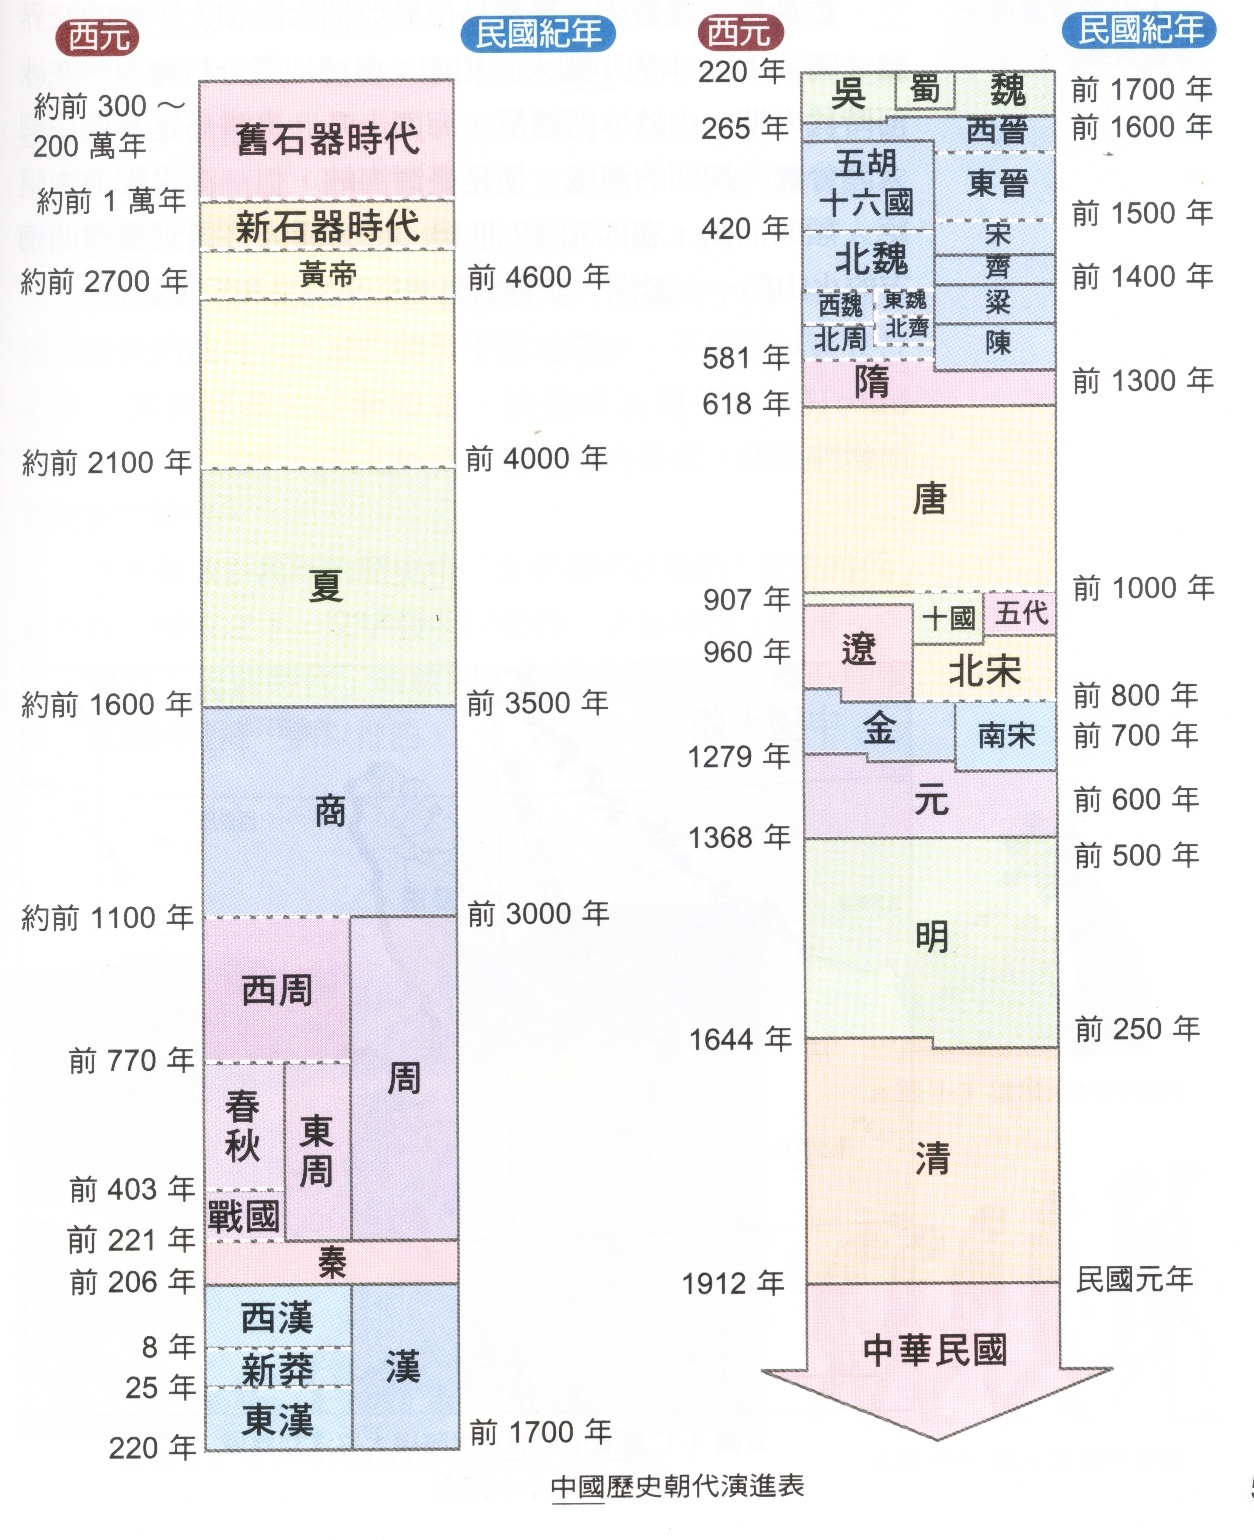 西元
民國紀年
約前 300 ～
200 萬年
舊石器時代
約前 1 萬年
新石器時代
約前 2700 年
黃帝
前 4600 年
約前 2100 年
前 4000 年
夏
約前 1600 年
前 3500 年
商
約前 1100 年
前 3000 年
西周
周
前 770 年
春秋
東周
前 403 年
戰國
前 221 年
秦
前 206 年
西漢
漢
8 年
新莽
25 年
東漢
220 年
前 1700 年
西元
民國紀年
220 年
吳
蜀
魏
前 1700 年
265 年
西晉
前 1600 年
五胡
十六國
東晉
420 年
前 1500 年
宋
北魏
齊
前 1400 年
西魏
東魏
梁
北周
北齊
陳
581 年
隋
前 1300 年
618 年
唐
907 年
前 1000 年
十國
五代
遼
960 年
北宋
前 800 年
金
南宋
前 700 年
1279 年
元
前 600 年
1368 年
前 500 年
明
1644 年
前 250 年
清
1912 年
民國元年
中華民國
中國歷史朝代演進表